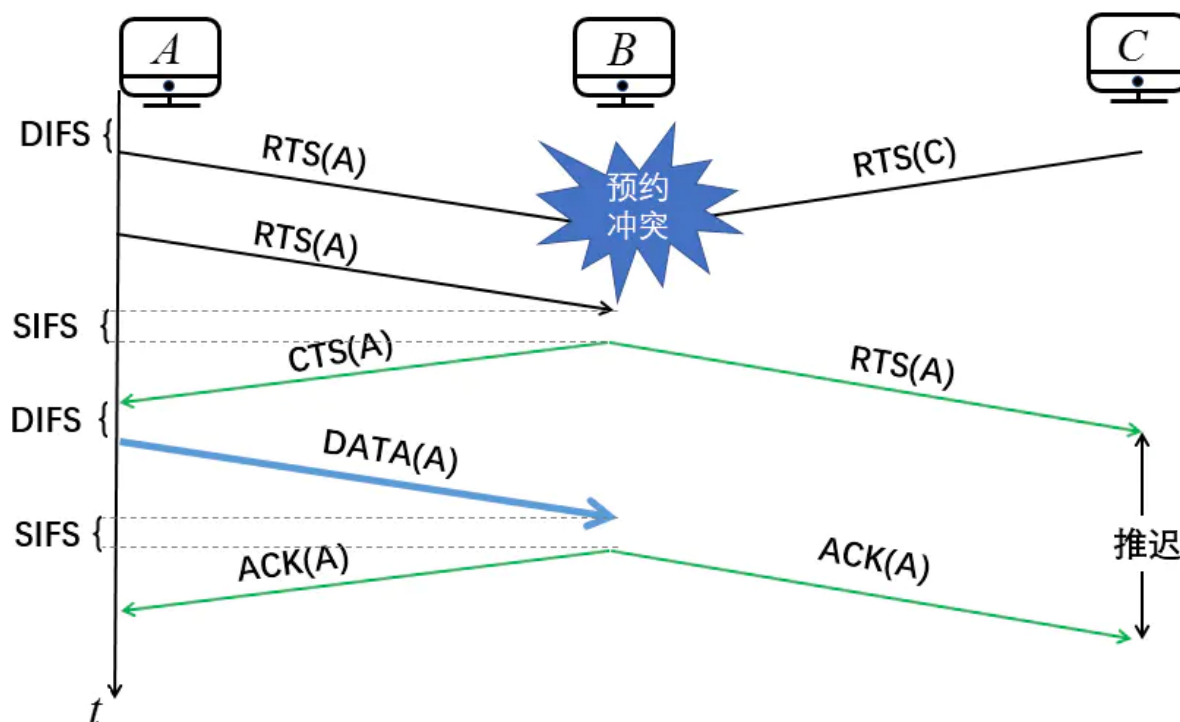 A
B
C
DIFS {
RTS(A)
RTS(C)
预约
冲突
RTS(A)
SIFS {
CTS(A)
RTS(A)
DIFS {
DATA(A)
SIFS {
ACK(A)
ACK(A)
推迟
t